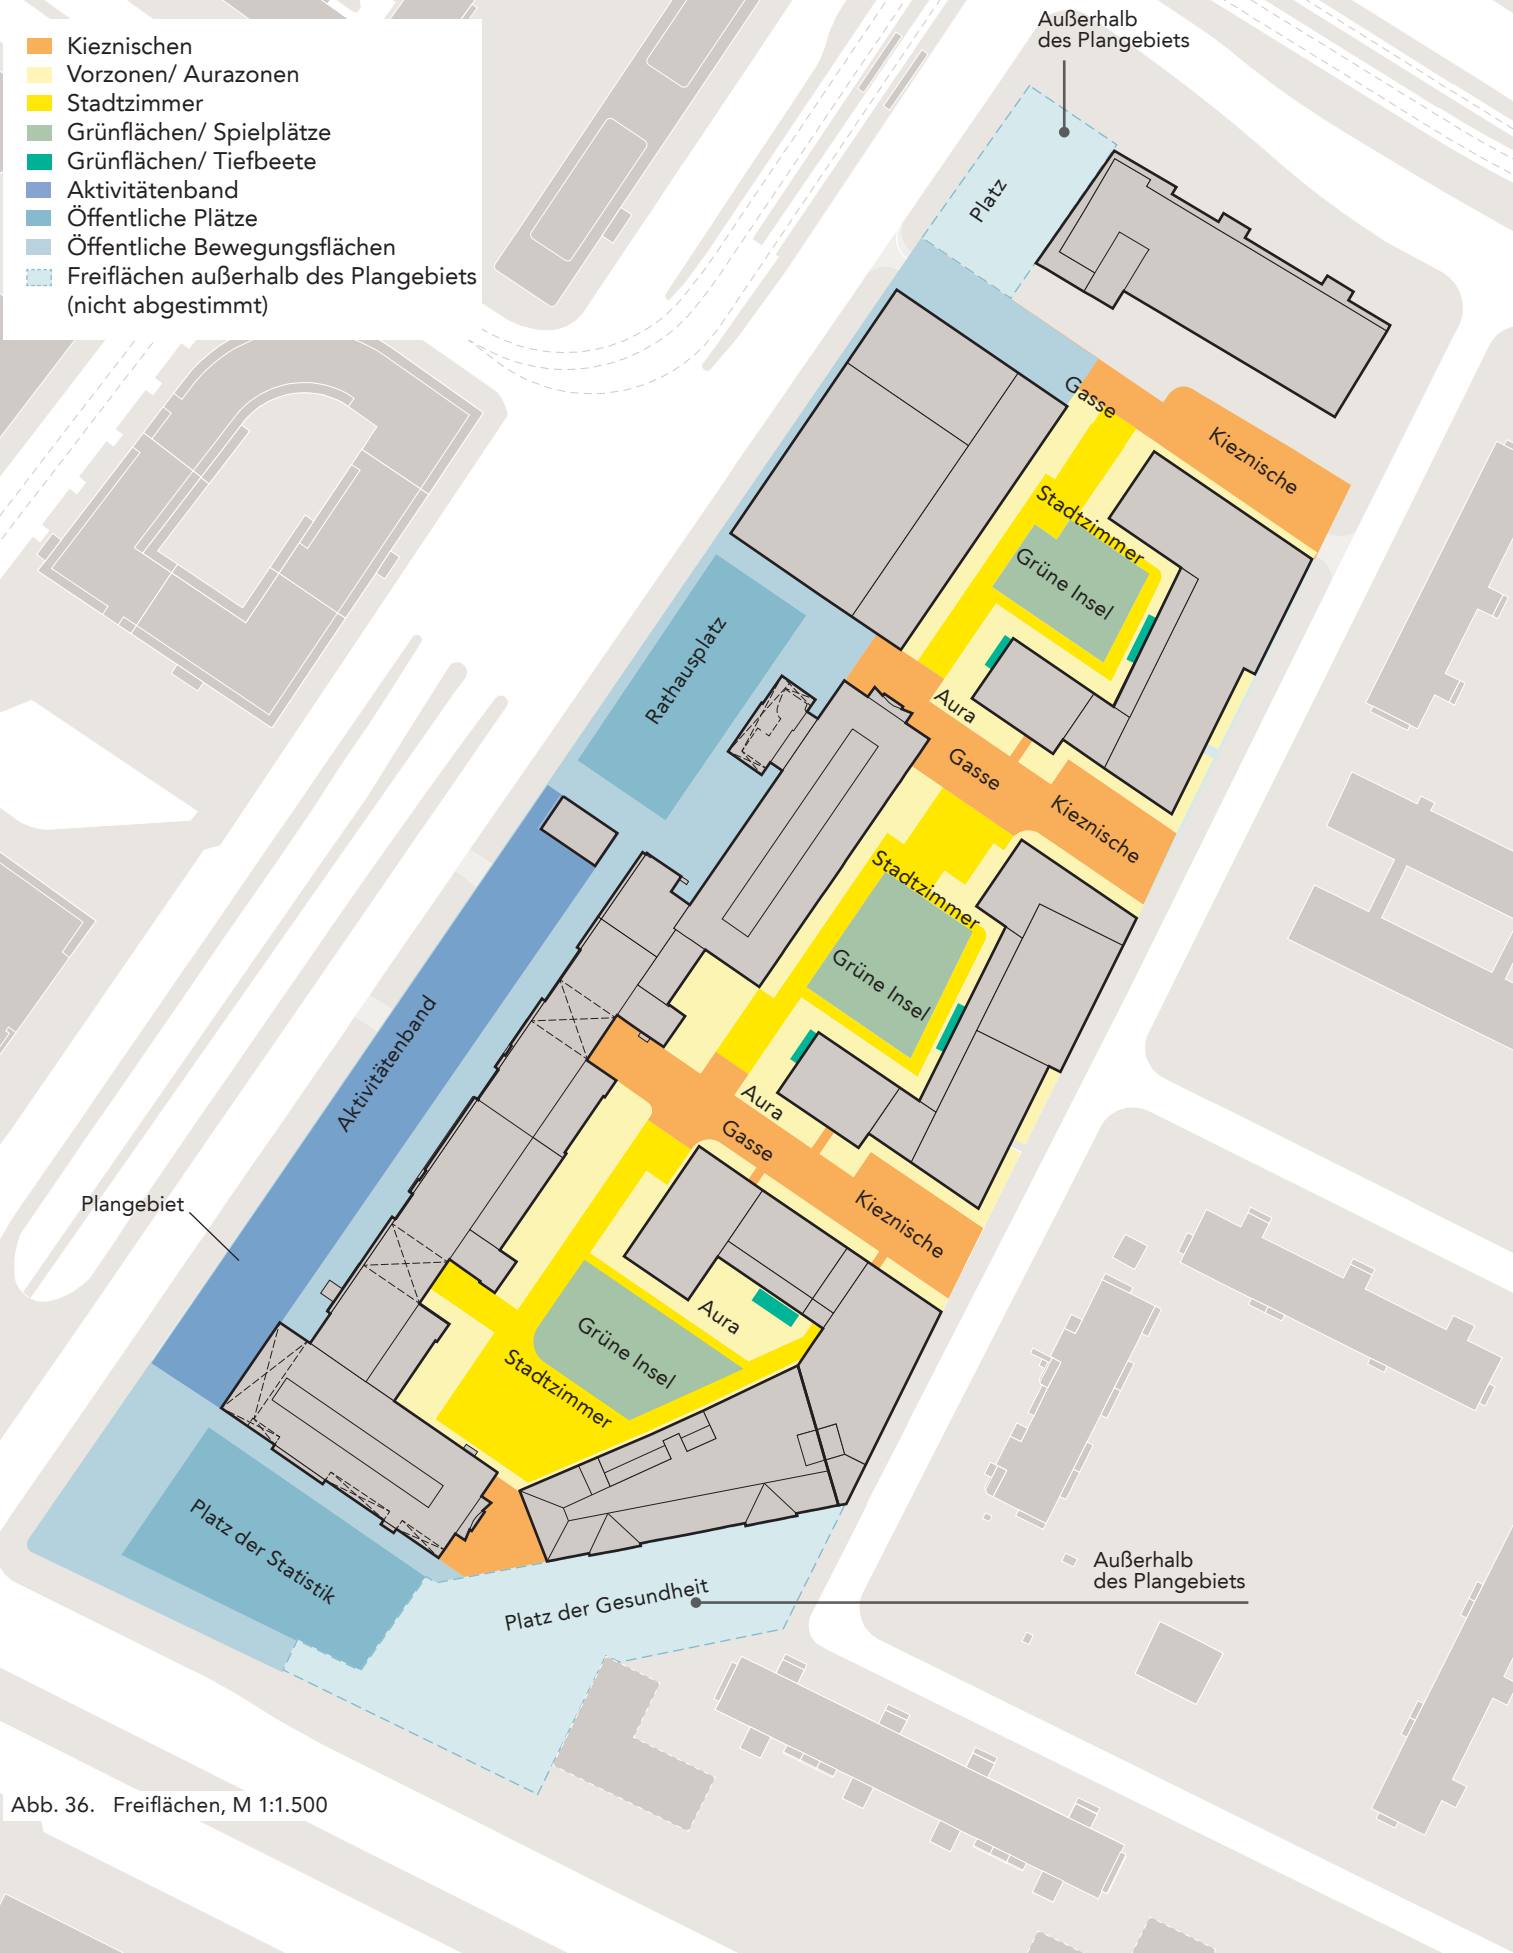 Kieznischen
Vorzonen/ Aurazonen
Stadtzimmer
Grünflächen/ Spielplätze
Grünflächen/ Tiefbeete
Aktivitätenband
Öffentliche Plätze
Öffentliche Bewegungsflächen
Freiflächen außerhalb des Plangebiets
(nicht abgestimmt)
Außerhalb
des Plangebiets
Platz
Gasse
Kieznische
Stadtzimmer
Grüne Insel
Rathausplatz
Aura
Gasse
Kieznische
Stadtzimmer
Grüne Insel
Aktivitätenband
Aura
Gasse
Kieznische
Plangebiet
Aura
Grüne Insel
Stadtzimmer
Platz der Statistik
Platz der Gesundheit
Außerhalb
des Plangebiets
Abb. 36. Freiflächen, M 1:1.500